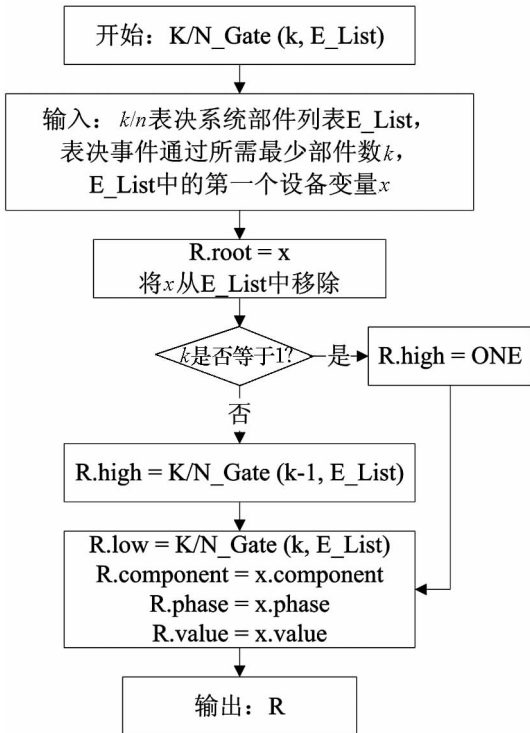 开始：K/N_Gate (k, E_List)
输入：k/n表决系统部件列表E_List，
表决事件通过所需最少部件数k，
E_List中的第一个设备变量x
R.root = x
将x从E_List中移除
k是否等于1?
是
R.high = ONE
否
R.high = K/N_Gate (k-1, E_List)
R.low = K/N_Gate (k, E_List)
R.component = x.component
R.phase = x.phase
R.value = x.value
输出：R